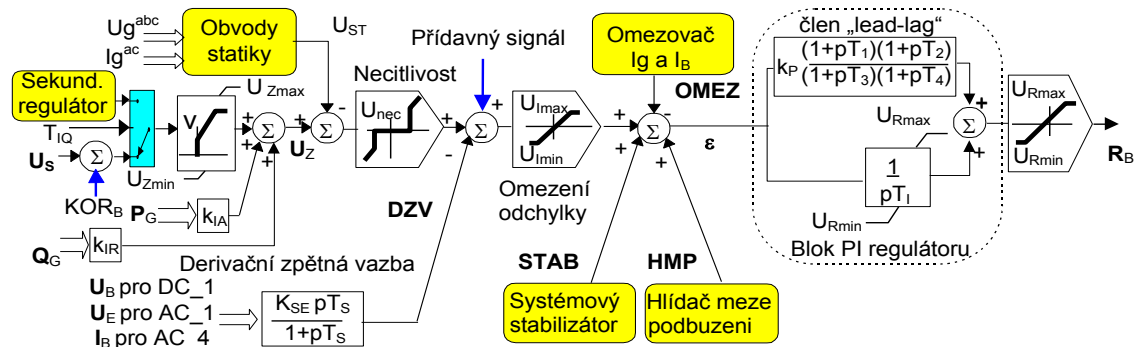 Ug^abc
Ig^ac
Obvody
statiky
U_ST
Sekund.
regulátor
T_IQ
U_S
Σ
KOR_B
U_Zmax
V
U_Zmin
P_G
k_IA
Q_G
k_IR
+
+
+
Σ
+
U_Z
-
Σ
Necitlivost
U_nec
Přídavný signál
+
+
-
Σ
DZV
U_Imax
U_Imin
Omezení
odchylky
Omezovač
Ig a I_B
OMEZ
+
-
+
+
Σ
ε
STAB
HMP
Systémový
stabilizátor
Hlídač meze
podbuzeni
Derivační zpětná vazba
U_B pro DC_1
U_E pro AC_1
I_B pro AC_4
K_SE pT_S
1+pT_S
člen „lead-lag“
k_P (1+pT_1)(1+pT_2)
(1+pT_3)(1+pT_4)
U_Rmax
1
pT_I
U_Rmin
+
+
Σ
Blok PI regulátoru
U_Rmax
U_Rmin
R_B